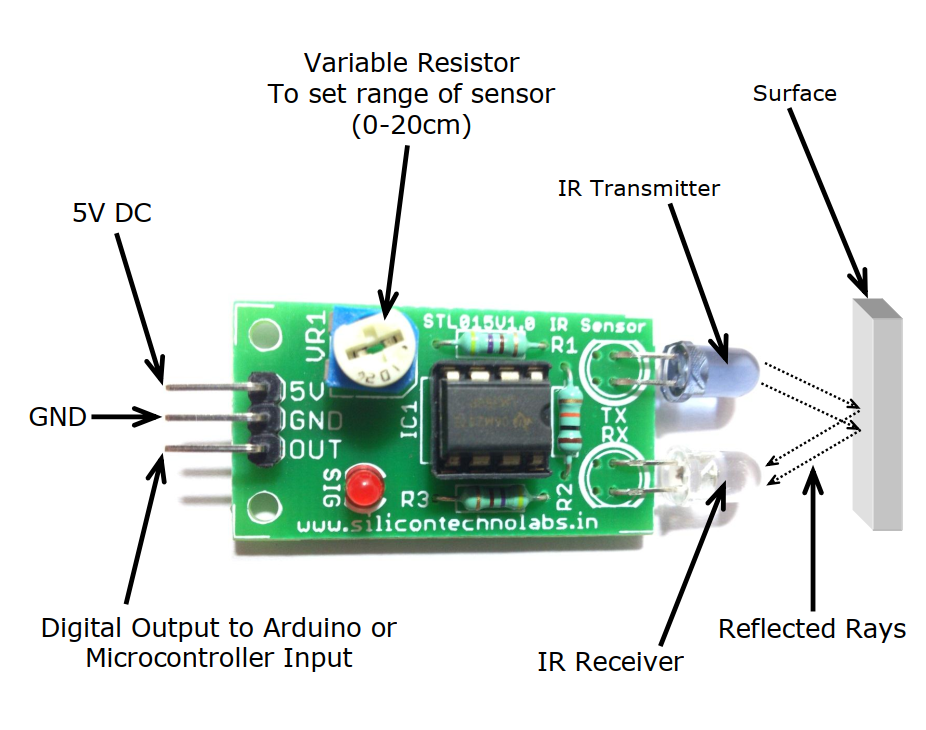 Variable Resistor
To set range of sensor
(0-20cm)
Surface
IR Transmitter
5V DC
GND
Digital Output to Arduino or
Microcontroller Input
IR Receiver
Reflected Rays
STL015V1.0 IR Sensor
VR1
R1
5V
GND
OUT
IC1
TX
RX
SIG
R3
R2
www.silicontechnolabs.in